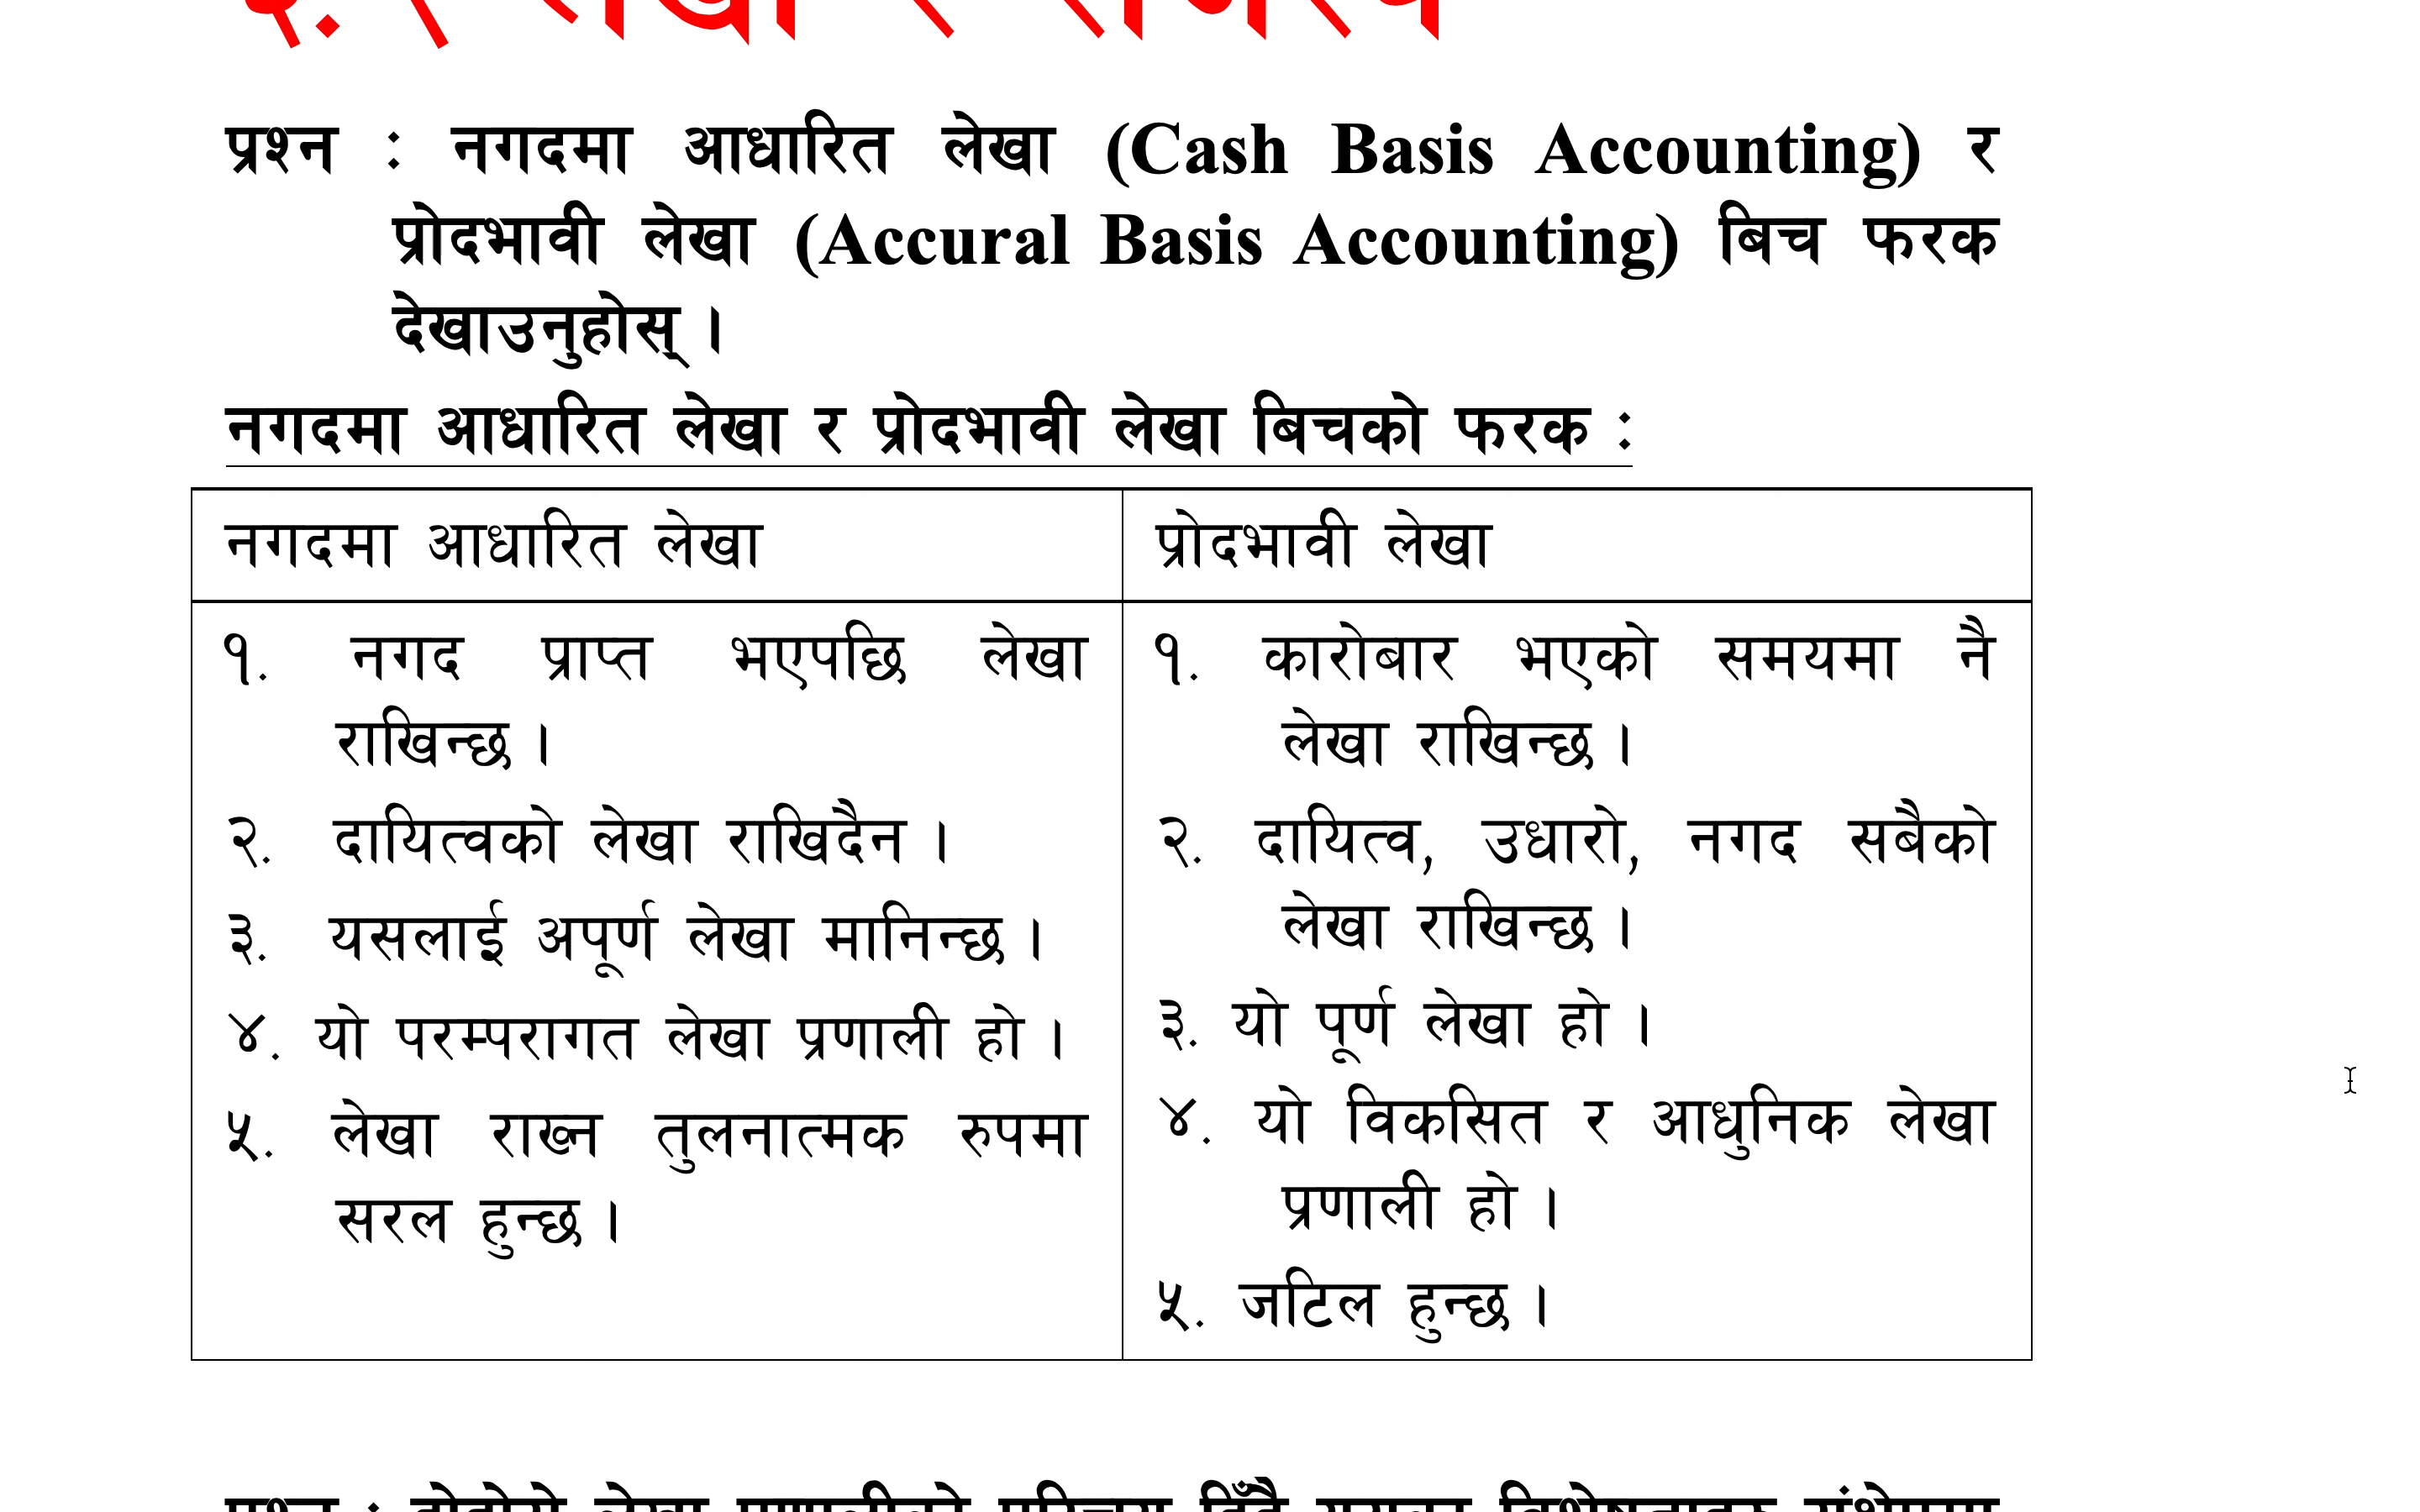 प्रश्न : नगदमा आधारित लेखा (Cash Basis Accounting) र
प्रोदभावी लेखा (Accural Basis Accounting) बिच फरक
देखाउनुहोस् ।
नगदमा आधारित लेखा र प्रोदभावी लेखा बिचको फरक :
नगदमा आधारित लेखा
प्रोदभावी लेखा
१. नगद प्राप्त भएपछि लेखा
राखिन्छ ।
२. दायित्वको लेखा राखिदैन ।
३. यसलाई अपूर्ण लेखा मानिन्छ ।
४. यो परम्परागत लेखा प्रणाली हो ।
५. लेखा राख्न तुलनात्मक रुपमा
सरल हुन्छ ।
१. कारोबार भएको समयमा नै
लेखा राखिन्छ ।
२. दायित्व, उधारो, नगद सबैको
लेखा राखिन्छ ।
३. यो पूर्ण लेखा हो ।
४. यो विकसित र आधुनिक लेखा
प्रणाली हो ।
५. जटिल हुन्छ ।